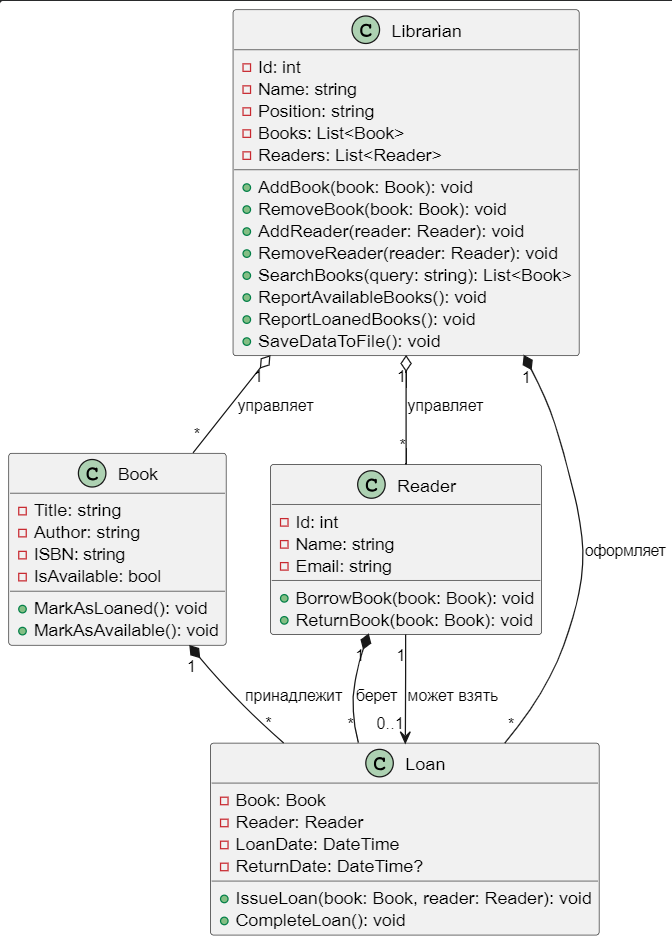 C Librarian
Id: int
Name: string
Position: string
Books: List<Book>
Readers: List<Reader>
AddBook(book: Book): void
RemoveBook(book: Book): void
AddReader(reader: Reader): void
RemoveReader(reader: Reader): void
SearchBooks(query: string): List<Book>
ReportAvailableBooks(): void
ReportLoanedBooks(): void
SaveDataToFile(): void
1 1 1
управляет управляет
* *
C Book
Title: string
Author: string
ISBN: string
IsAvailable: bool
MarkAsLoaned(): void
MarkAsAvailable(): void
C Reader
Id: int
Name: string
Email: string
BorrowBook(book: Book): void
ReturnBook(book: Book): void
оформляет
1 1 1
принадлежит берет может взять
* * 0..1 *
C Loan
Book: Book
Reader: Reader
LoanDate: DateTime
ReturnDate: DateTime?
IssueLoan(book: Book, reader: Reader): void
CompleteLoan(): void